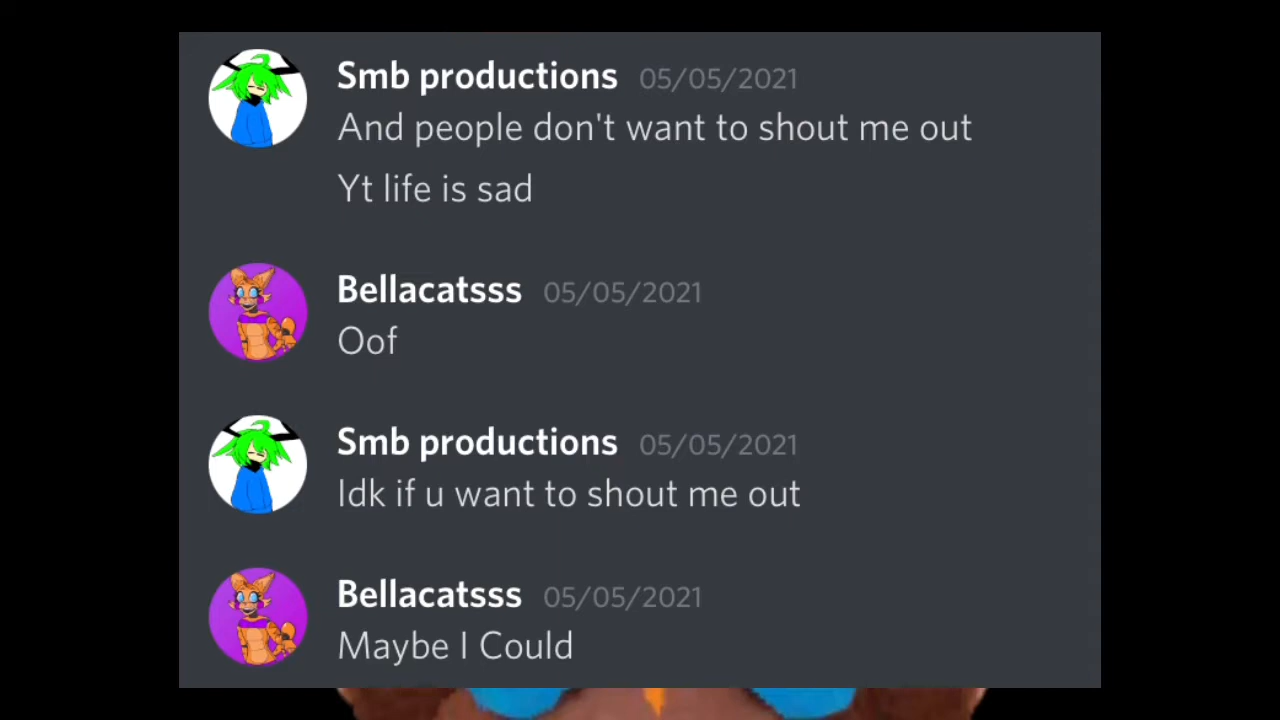 Smb productions 05/05/2021
And people don't want to shout me out
Yt life is sad
Bellacatsss 05/05/2021
Oof
Smb productions 05/05/2021
Idk if u want to shout me out
Bellacatsss 05/05/2021
Maybe I Could